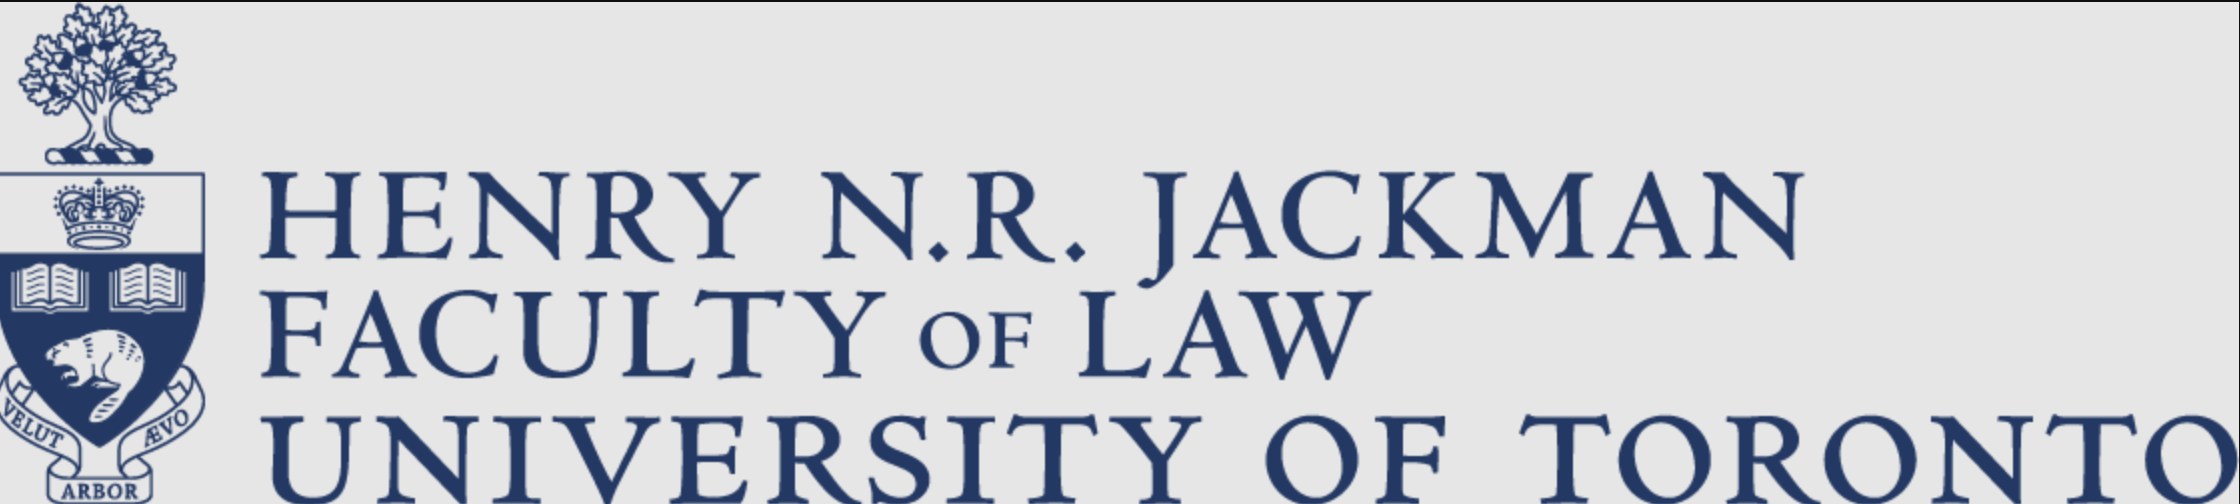 HENRY N.R. JACKMAN
FACULTY OF LAW
UNIVERSITY OF TORONTO
VELUT
ARBOR
ÆVO